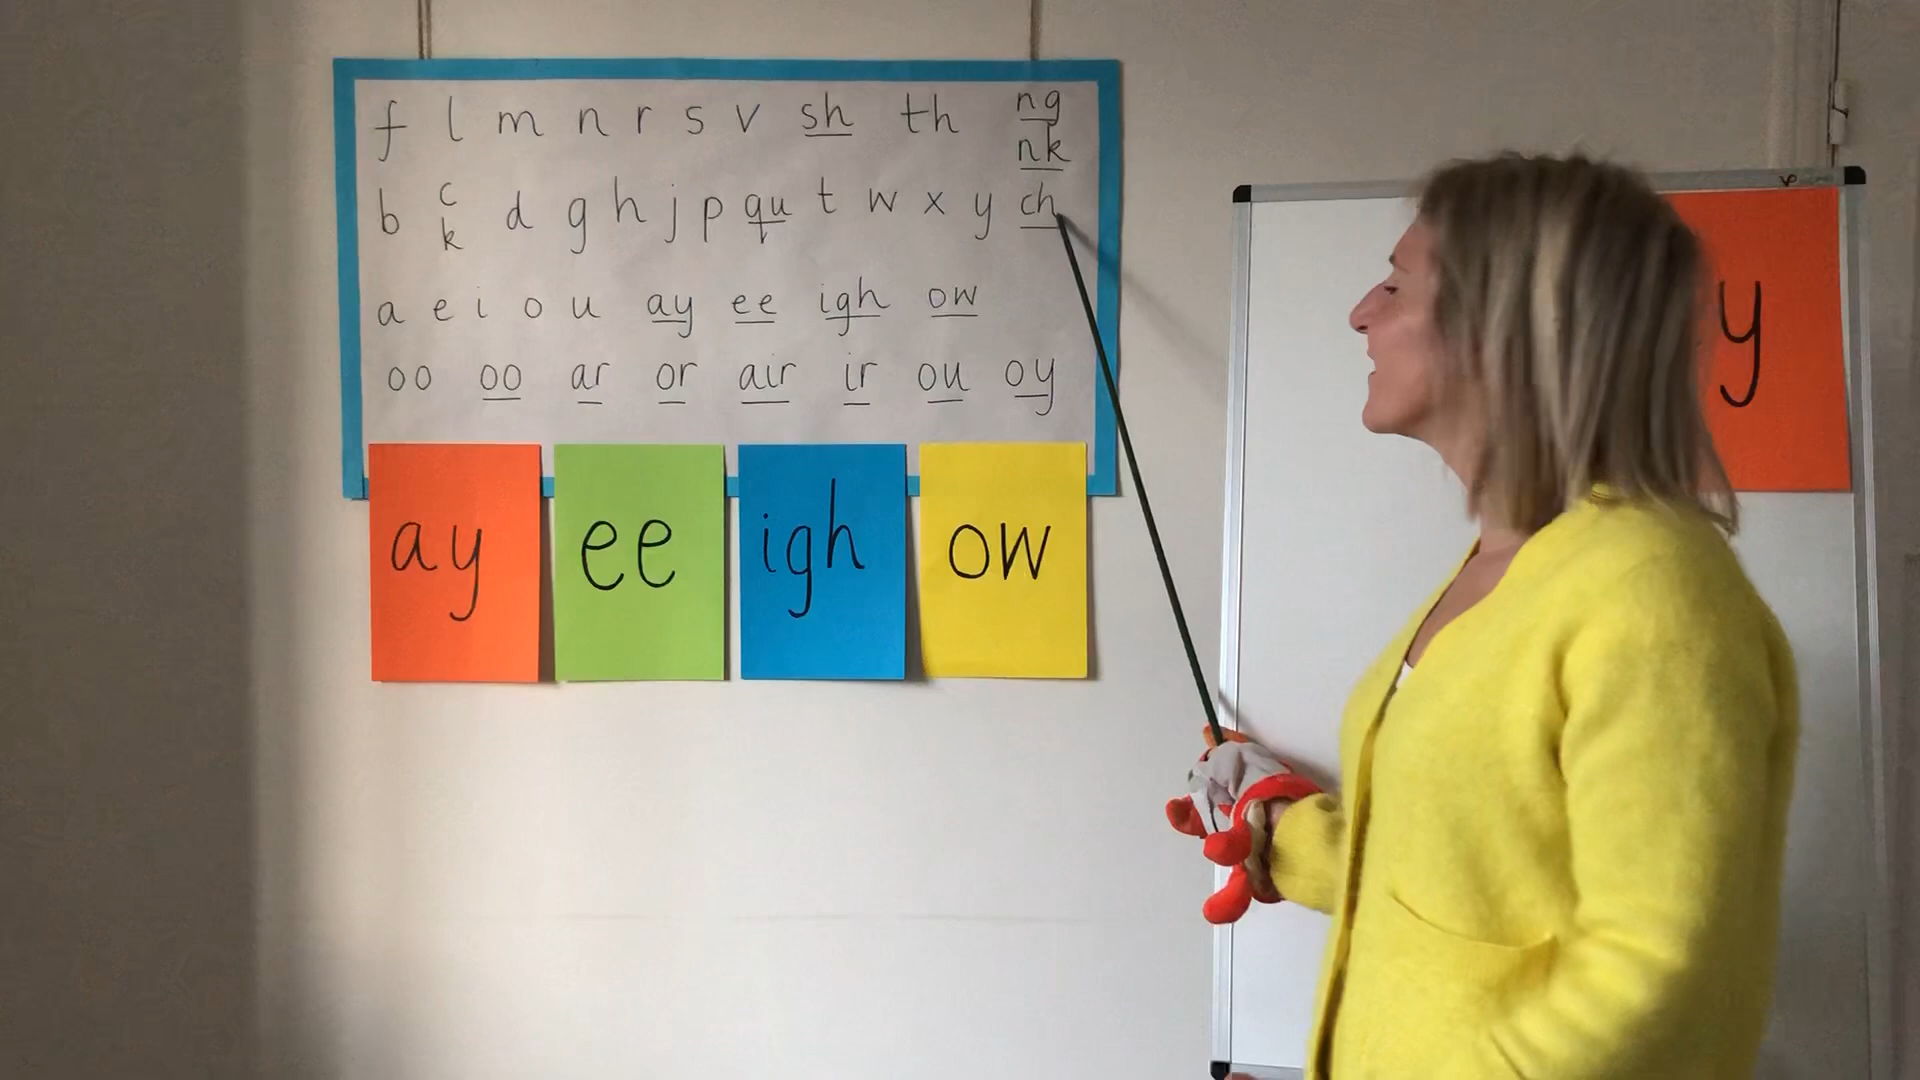 f l m n r s v sh th ng
nk
b c k d g h j p qu t w x y ch
a e i o u ay ee igh ow
oo oo ar or air ir ou oy
ay ee igh ow
y